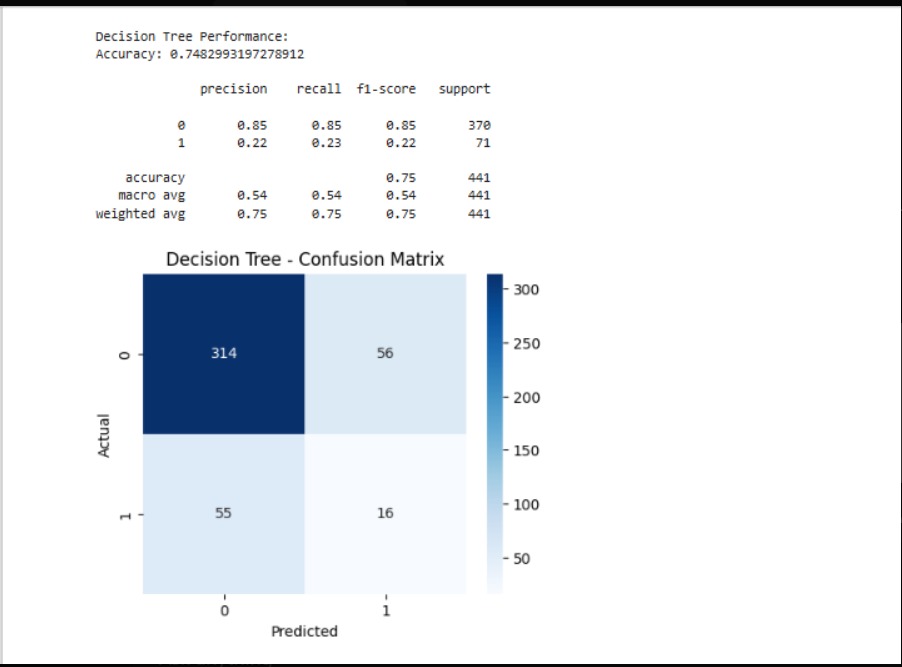 Decision Tree Performance:
Accuracy: 0.7482993197278912
precision recall f1-score support
0 0.85 0.85 0.85 370
1 0.22 0.23 0.22 71
accuracy 0.75 441
macro avg 0.54 0.54 0.54 441
weighted avg 0.75 0.75 0.75 441
Decision Tree - Confusion Matrix
300
0 314 56
250
200
Actual
150
1 55 16
100
50
0 1
Predicted